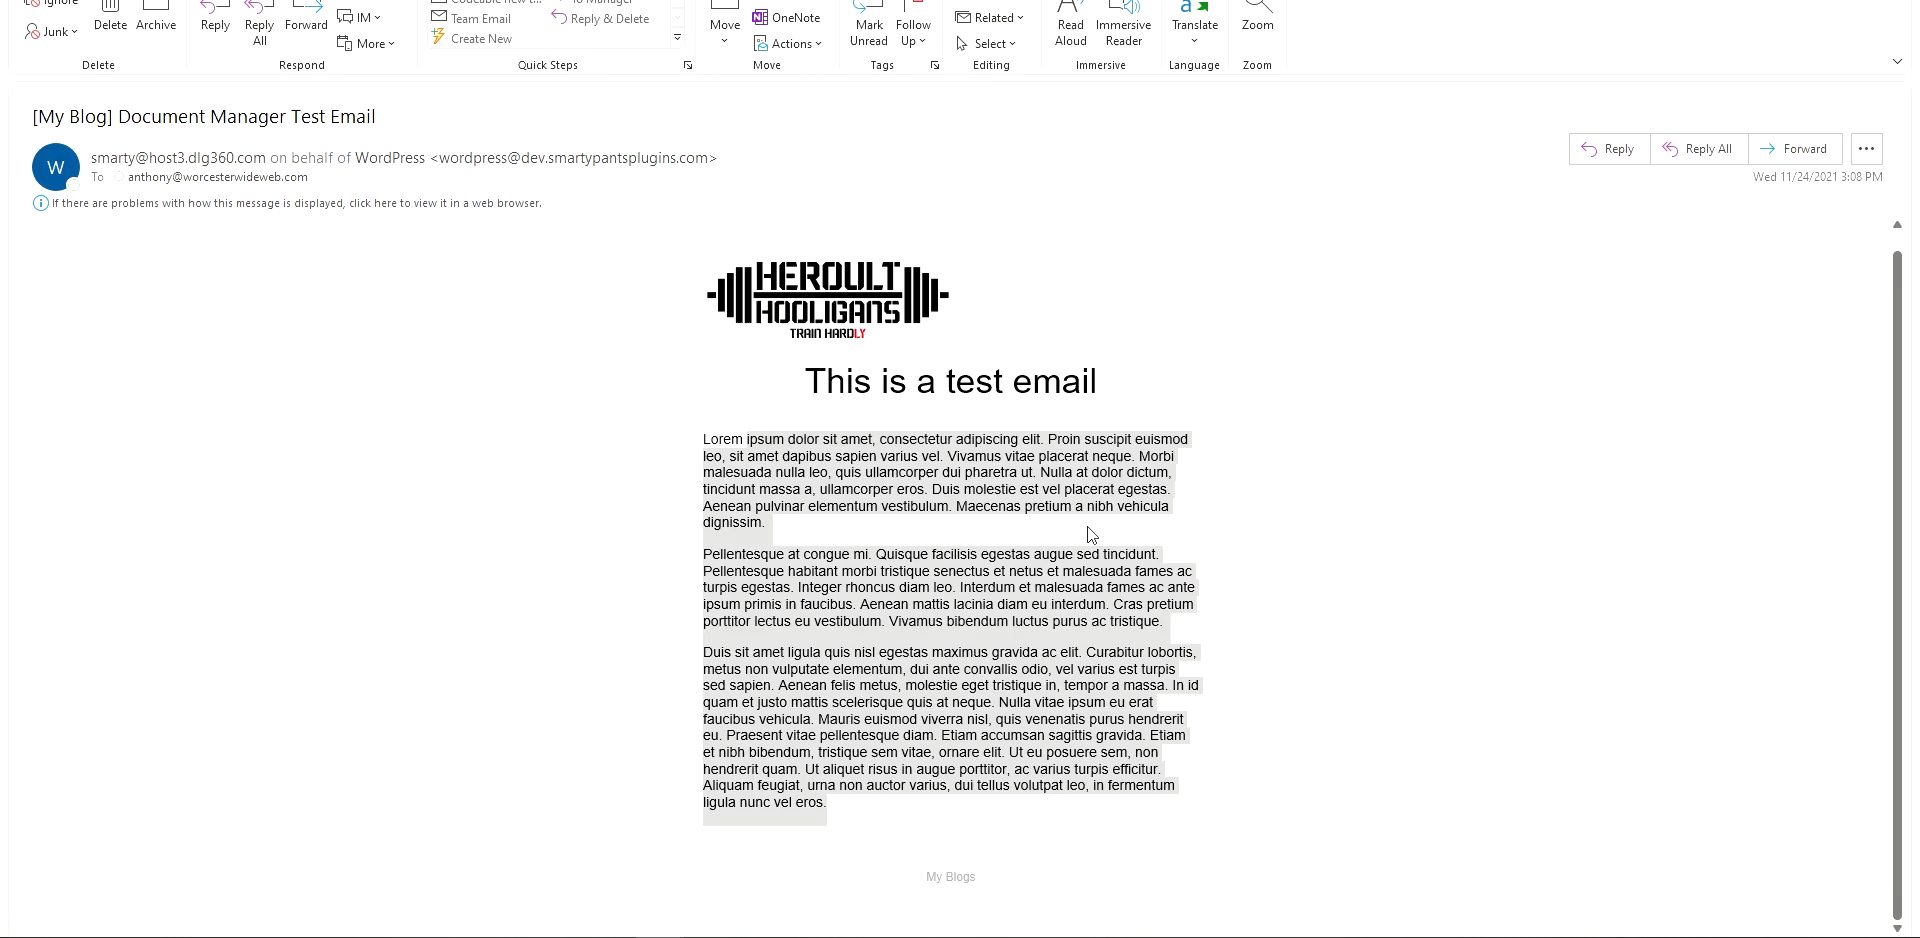 Ignore
Junk
Delete
Archive
Delete
Reply
Reply All
Forward
IM
More
Respond
Team Email
Create New
To Manager
Reply & Delete
Quick Steps
Move
OneNote
Actions
Move
Mark Unread
Follow Up
Tags
Related
Select
Editing
Read Aloud
Immersive Reader
Immersive
Translate
Language
Zoom
Zoom
[My Blog] Document Manager Test Email
W
smarty@host3.dlg360.com on behalf of WordPress <wordpress@dev.smartypantsplugins.com>
To anthony@worcesterwideweb.com
Reply
Reply All
Forward
Wed 11/24/2021 3:08 PM
If there are problems with how this message is displayed, click here to view it in a web browser.
HEROULT
HOOLIGANS
TRAIN HARDLY
This is a test email
Lorem ipsum dolor sit amet, consectetur adipiscing elit. Proin suscipit euismod
leo, sit amet dapibus sapien varius vel. Vivamus vitae placerat neque. Morbi
malesuada nulla leo, quis ullamcorper dui pharetra ut. Nulla at dolor dictum,
tincidunt massa a, ullamcorper eros. Duis molestie est vel placerat egestas.
Aenean pulvinar elementum vestibulum. Maecenas pretium a nibh vehicula
dignissim.
Pellentesque at congue mi. Quisque facilisis egestas augue sed tincidunt.
Pellentesque habitant morbi tristique senectus et netus et malesuada fames ac
turpis egestas. Integer rhoncus diam leo. Interdum et malesuada fames ac ante
ipsum primis in faucibus. Aenean mattis lacinia diam eu interdum. Cras pretium
porttitor lectus eu vestibulum. Vivamus bibendum luctus purus ac tristique.
Duis sit amet ligula quis nisl egestas maximus gravida ac elit. Curabitur lobortis,
metus non vulputate elementum, dui ante convallis odio, vel varius est turpis
sed sapien. Aenean felis metus, molestie eget tristique in, tempor a massa. In id
quam et justo mattis scelerisque quis at neque. Nulla vitae ipsum eu erat
faucibus vehicula. Mauris euismod viverra nisl, quis venenatis purus hendrerit
eu. Praesent vitae pellentesque diam. Etiam accumsan sagittis gravida. Etiam
et nibh bibendum, tristique sem vitae, ornare elit. Ut eu posuere sem, non
hendrerit quam. Ut aliquet risus in augue porttitor, ac varius turpis efficitur.
Aliquam feugiat, urna non auctor varius, dui tellus volutpat leo, in fermentum
ligula nunc vel eros.
My Blogs